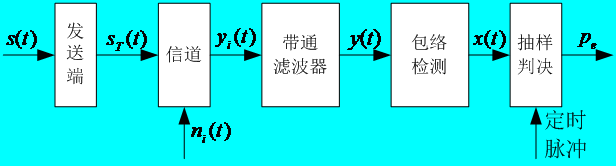 s(t)
发送端
s_T(t)
信道
y_i(t)
带通
滤波器
y(t)
包络
检测
x(t)
抽样
判决
P_e
n_i(t)
定时
脉冲